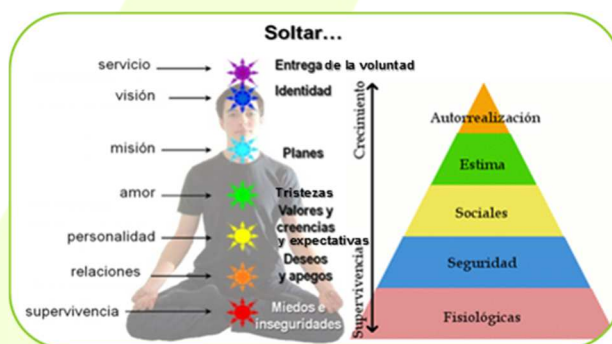 Soltar...
servicio
Entrega de la voluntad
visión
Identidad
misión
Planes
amor
Tristezas
personalidad
Valores y
creencias
y expectativas
relaciones
Deseos
y apegos
supervivencia
Miedos e
inseguridades
Crecimiento
Supervivencia
Autorrealización
Estima
Sociales
Seguridad
Fisiológicas